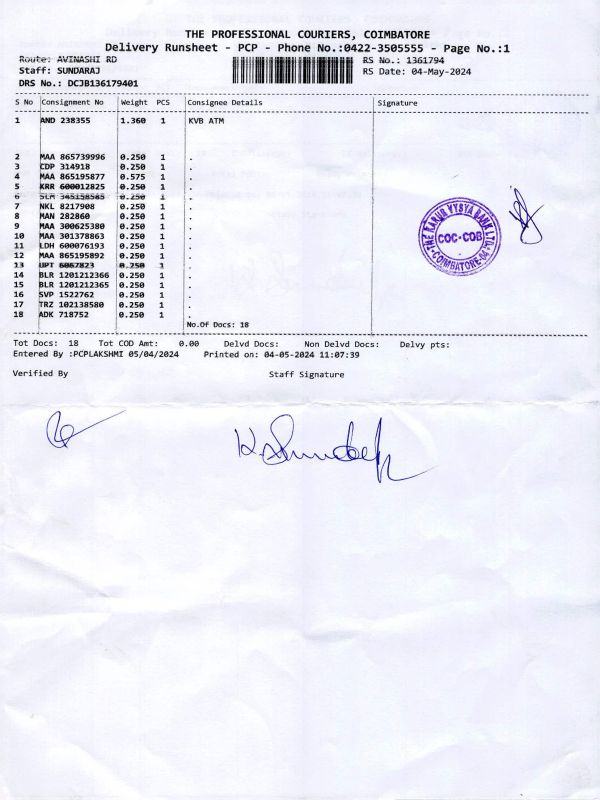 THE PROFESSIONAL COURIERS, COIMBATORE
Delivery Runsheet - PCP - Phone No.:0422-3505555 - Page No.:1
Route: AVINASHI RD
RS No.: 1361794
Staff: SUNDARAJ
RS Date: 04-May-2024
DRS No.: DCJB136179401
S No Consignment No Weight PCS Consignee Details Signature
1 AND 238355 1.360 1 KVB ATM
2 MAA 865739996 0.250 1 .
3 CDP 314918 0.250 1 .
4 MAA 865195877 0.575 1 .
5 KRR 600012825 0.250 1 .
6 SLM 345158585 0.250 1 .
7 NKL 8217908 0.250 1 .
8 MAN 282860 0.250 1 .
9 MAA 300625380 0.250 1 .
10 MAA 301378863 0.250 1 .
11 LDH 600076193 0.250 1 .
12 MAA 865195892 0.250 1 .
13 UPT 6067823 0.250 1 .
14 BLR 1201212366 0.250 1 .
15 BLR 1201212365 0.250 1 .
16 SVP 1522762 0.250 1 .
17 TRZ 102138580 0.250 1 .
18 ADK 718752 0.250 1 .
THE KARUR VYSYA BANK LTD.
COC-COB
COIMBATORE-44
No.Of Docs: 18
Tot Docs: 18 Tot COD Amt: 0.00 Delvd Docs: Non Delvd Docs: Delvy pts:
Entered By :PCPLAKSHMI 05/04/2024 Printed on: 04-05-2024 11:07:39
Verified By Staff Signature